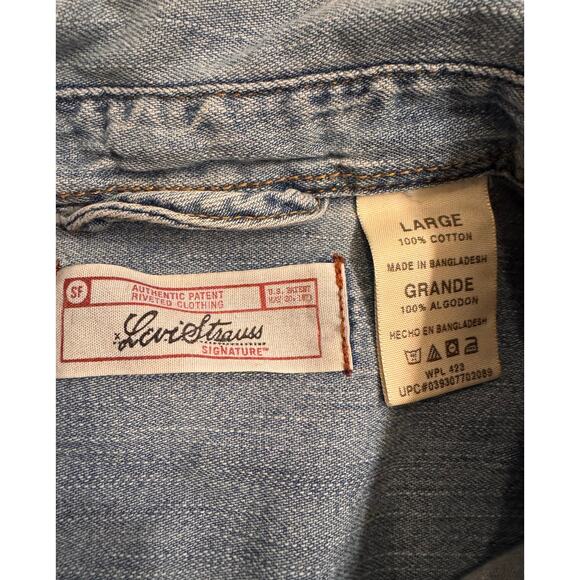 SF
AUTHENTIC PATENT
RIVETED CLOTHING
U.S. PATENT
MAY 20, 1873
Levi Strauss
SIGNATURE™
LARGE
100% COTTON
MADE IN BANGLADESH
GRANDE
100% ALGODON
HECHO EN BANGLADESH
WPL 423
UPC#039307702089